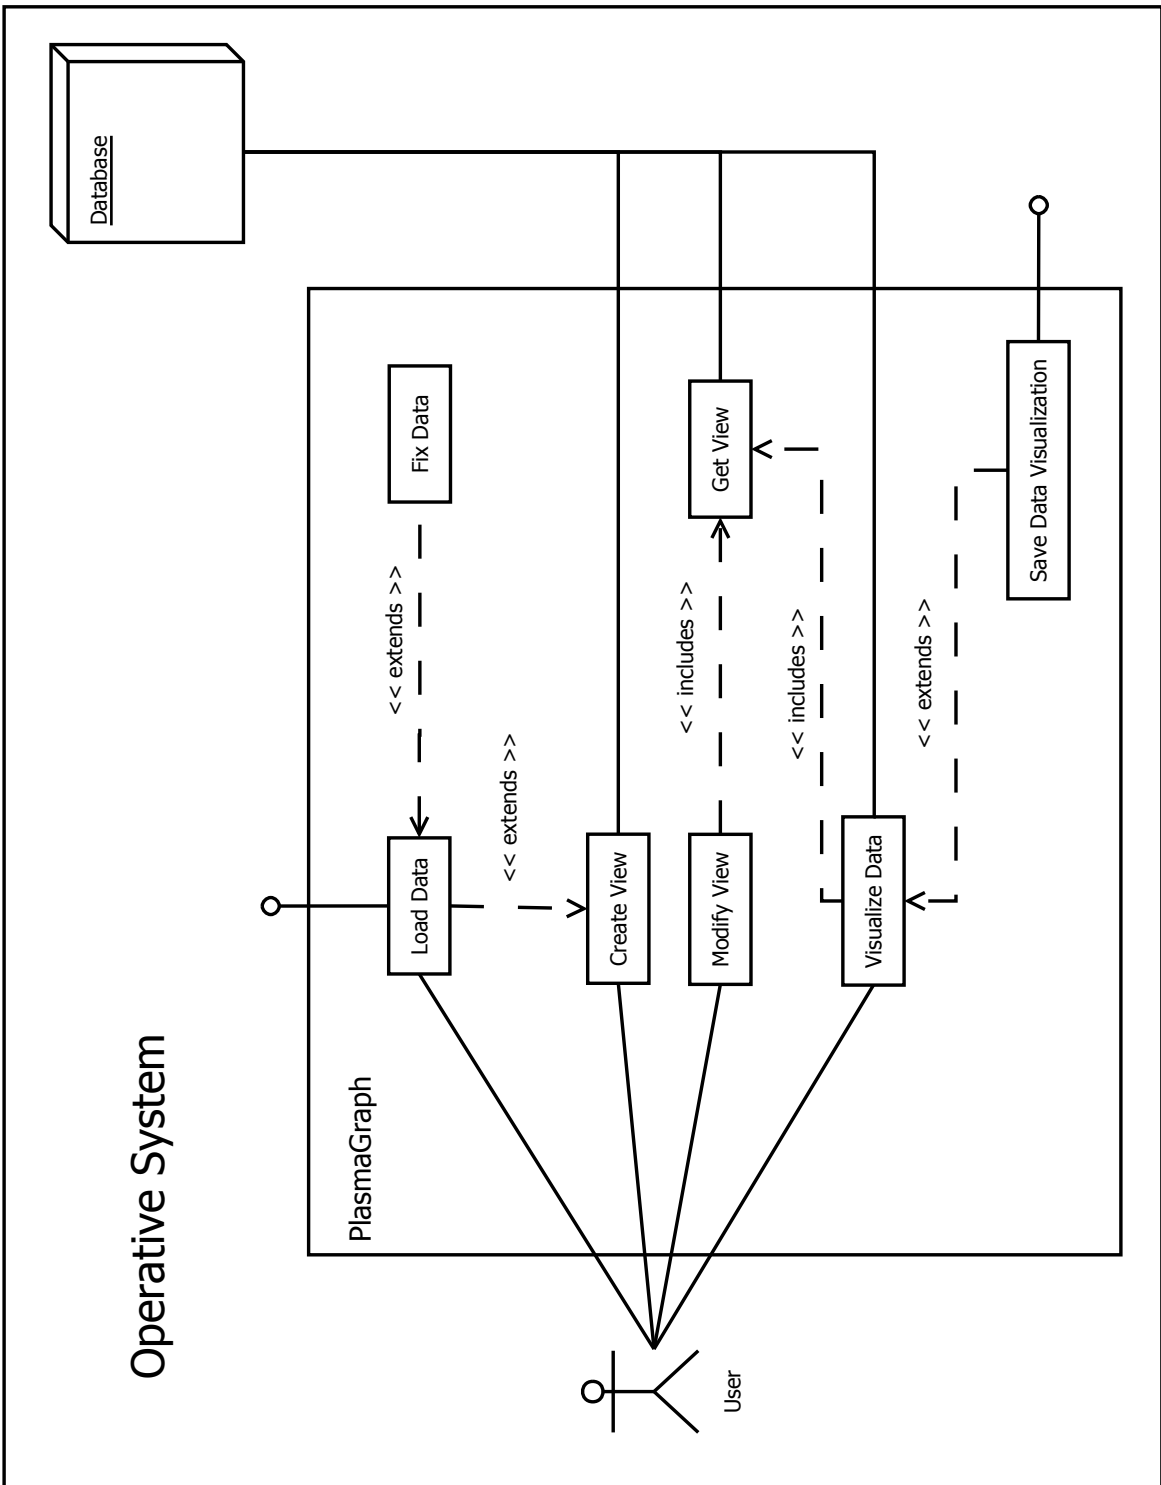 Operative System
Database
PlasmaGraph
Load Data
<< extends >>
Fix Data
<< extends >>
Create View
Modify View
<< includes >>
Get View
<< includes >>
Visualize Data
<< extends >>
Save Data Visualization
User